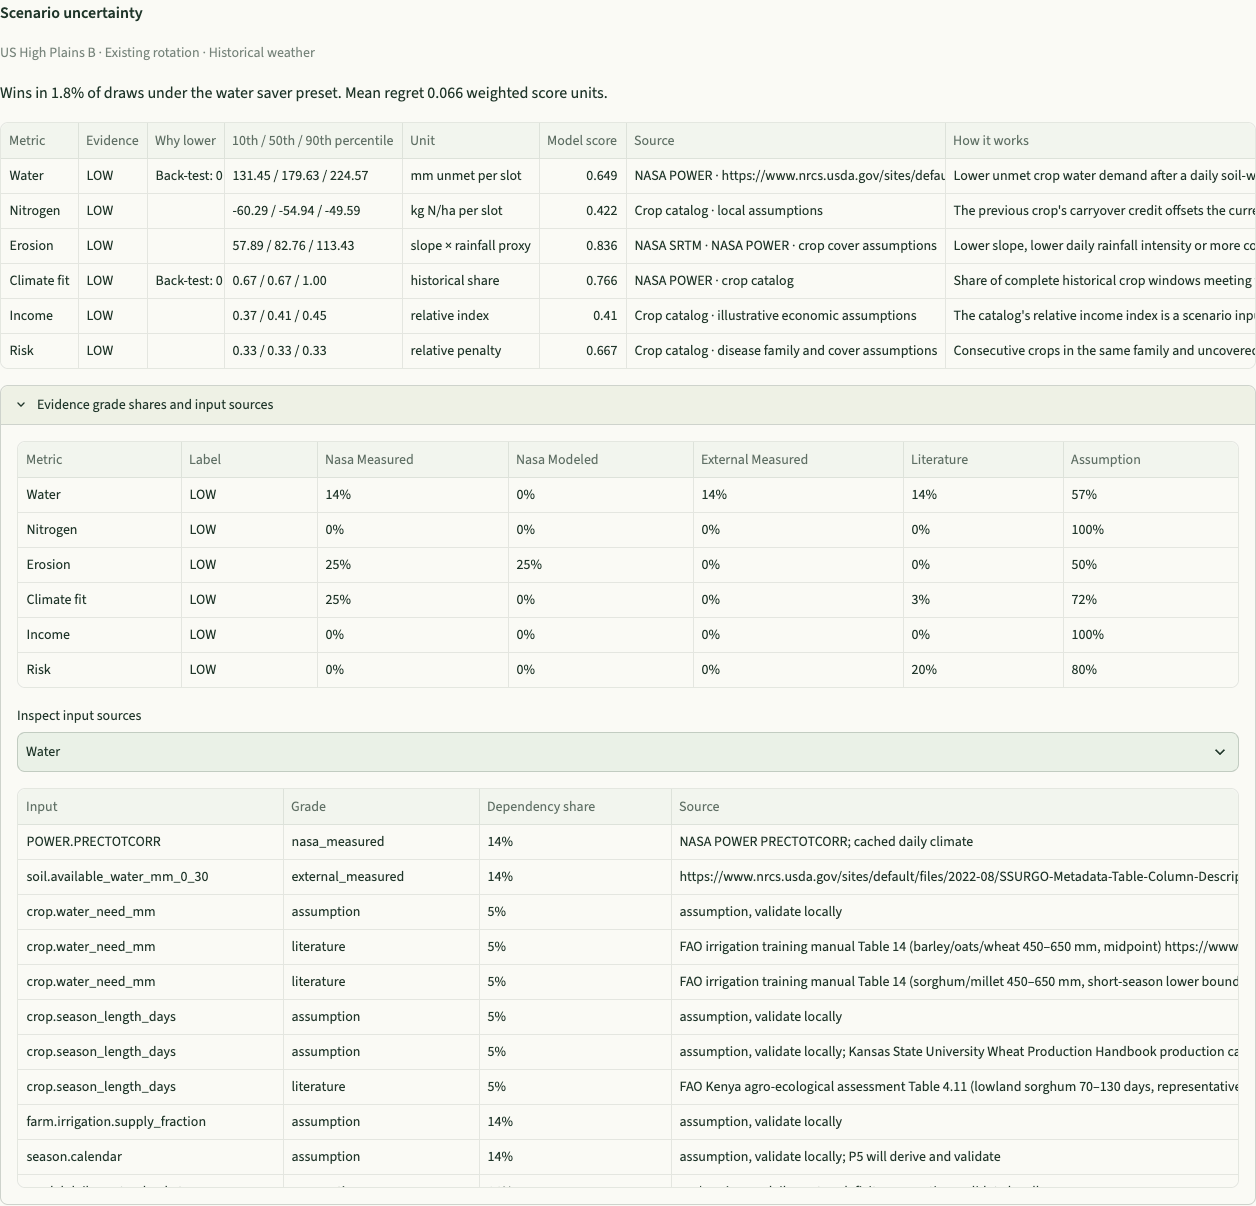 Scenario uncertainty
US High Plains B · Existing rotation · Historical weather
Wins in 1.8% of draws under the water saver preset. Mean regret 0.066 weighted score units.
Metric Evidence Why lower 10th / 50th / 90th percentile Unit Model score Source How it works
Water LOW Back-test: 0 131.45 / 179.63 / 224.57 mm unmet per slot 0.649 NASA POWER · https://www.nrcs.usda.gov/sites/defau Lower unmet crop water demand after a daily soil-w
Nitrogen LOW -60.29 / -54.94 / -49.59 kg N/ha per slot 0.422 Crop catalog · local assumptions The previous crop's carryover credit offsets the curre
Erosion LOW 57.89 / 82.76 / 113.43 slope × rainfall proxy 0.836 NASA SRTM · NASA POWER · crop cover assumptions Lower slope, lower daily rainfall intensity or more co
Climate fit LOW Back-test: 0 0.67 / 0.67 / 1.00 historical share 0.766 NASA POWER · crop catalog Share of complete historical crop windows meeting
Income LOW 0.37 / 0.41 / 0.45 relative index 0.41 Crop catalog · illustrative economic assumptions The catalog's relative income index is a scenario inpu
Risk LOW 0.33 / 0.33 / 0.33 relative penalty 0.667 Crop catalog · disease family and cover assumptions Consecutive crops in the same family and uncovered
Evidence grade shares and input sources
Metric Label Nasa Measured Nasa Modeled External Measured Literature Assumption
Water LOW 14% 0% 14% 14% 57%
Nitrogen LOW 0% 0% 0% 0% 100%
Erosion LOW 25% 25% 0% 0% 50%
Climate fit LOW 25% 0% 0% 3% 72%
Income LOW 0% 0% 0% 0% 100%
Risk LOW 0% 0% 0% 20% 80%
Inspect input sources
Water
Input Grade Dependency share Source
POWER.PRECTOTCORR nasa_measured 14% NASA POWER PRECTOTCORR; cached daily climate
soil.available_water_mm_0_30 external_measured 14% https://www.nrcs.usda.gov/sites/default/files/2022-08/SSURGO-Metadata-Table-Column-Descrip
crop.water_need_mm assumption 5% assumption, validate locally
crop.water_need_mm literature 5% FAO irrigation training manual Table 14 (barley/oats/wheat 450–650 mm, midpoint) https://www
crop.water_need_mm literature 5% FAO irrigation training manual Table 14 (sorghum/millet 450–650 mm, short-season lower bound
crop.season_length_days assumption 5% assumption, validate locally
crop.season_length_days assumption 5% assumption, validate locally; Kansas State University Wheat Production Handbook production ca
crop.season_length_days literature 5% FAO Kenya agro-ecological assessment Table 4.11 (lowland sorghum 70–130 days, representative
farm.irrigation.supply_fraction assumption 14% assumption, validate locally
season.calendar assumption 14% assumption, validate locally; P5 will derive and validate